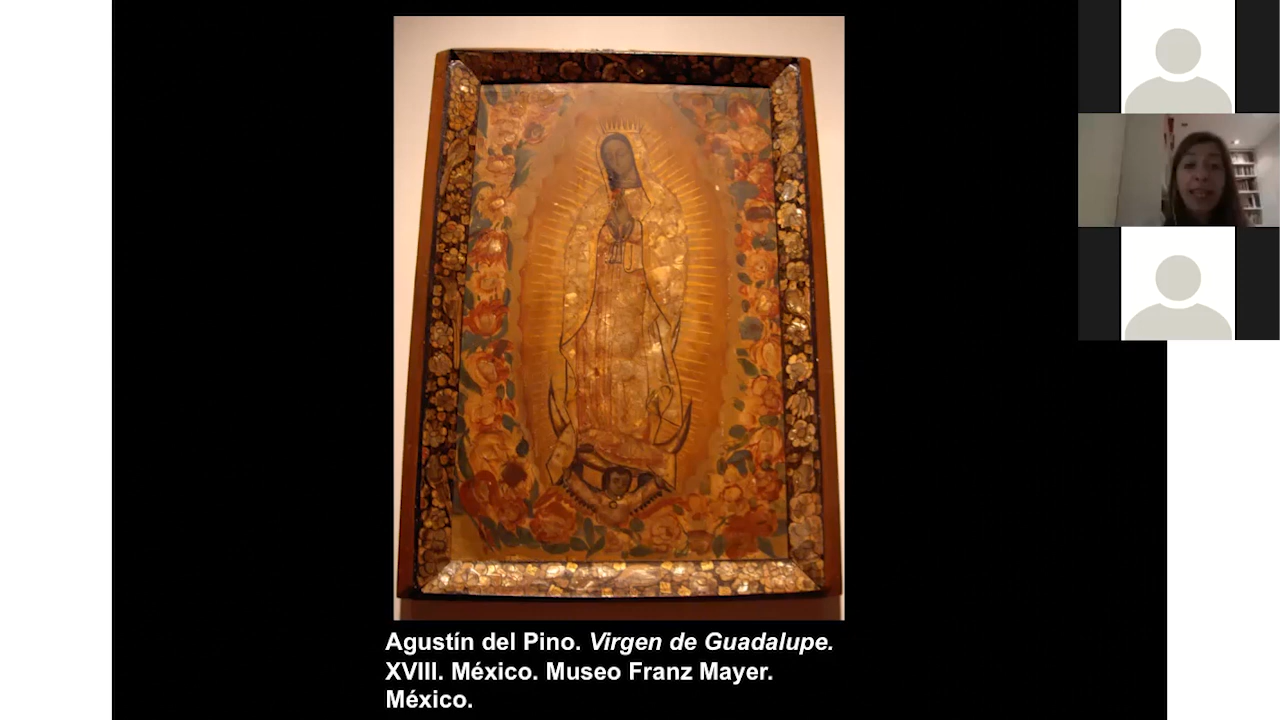 Agustín del Pino. Virgen de Guadalupe.
XVIII. México. Museo Franz Mayer.
México.